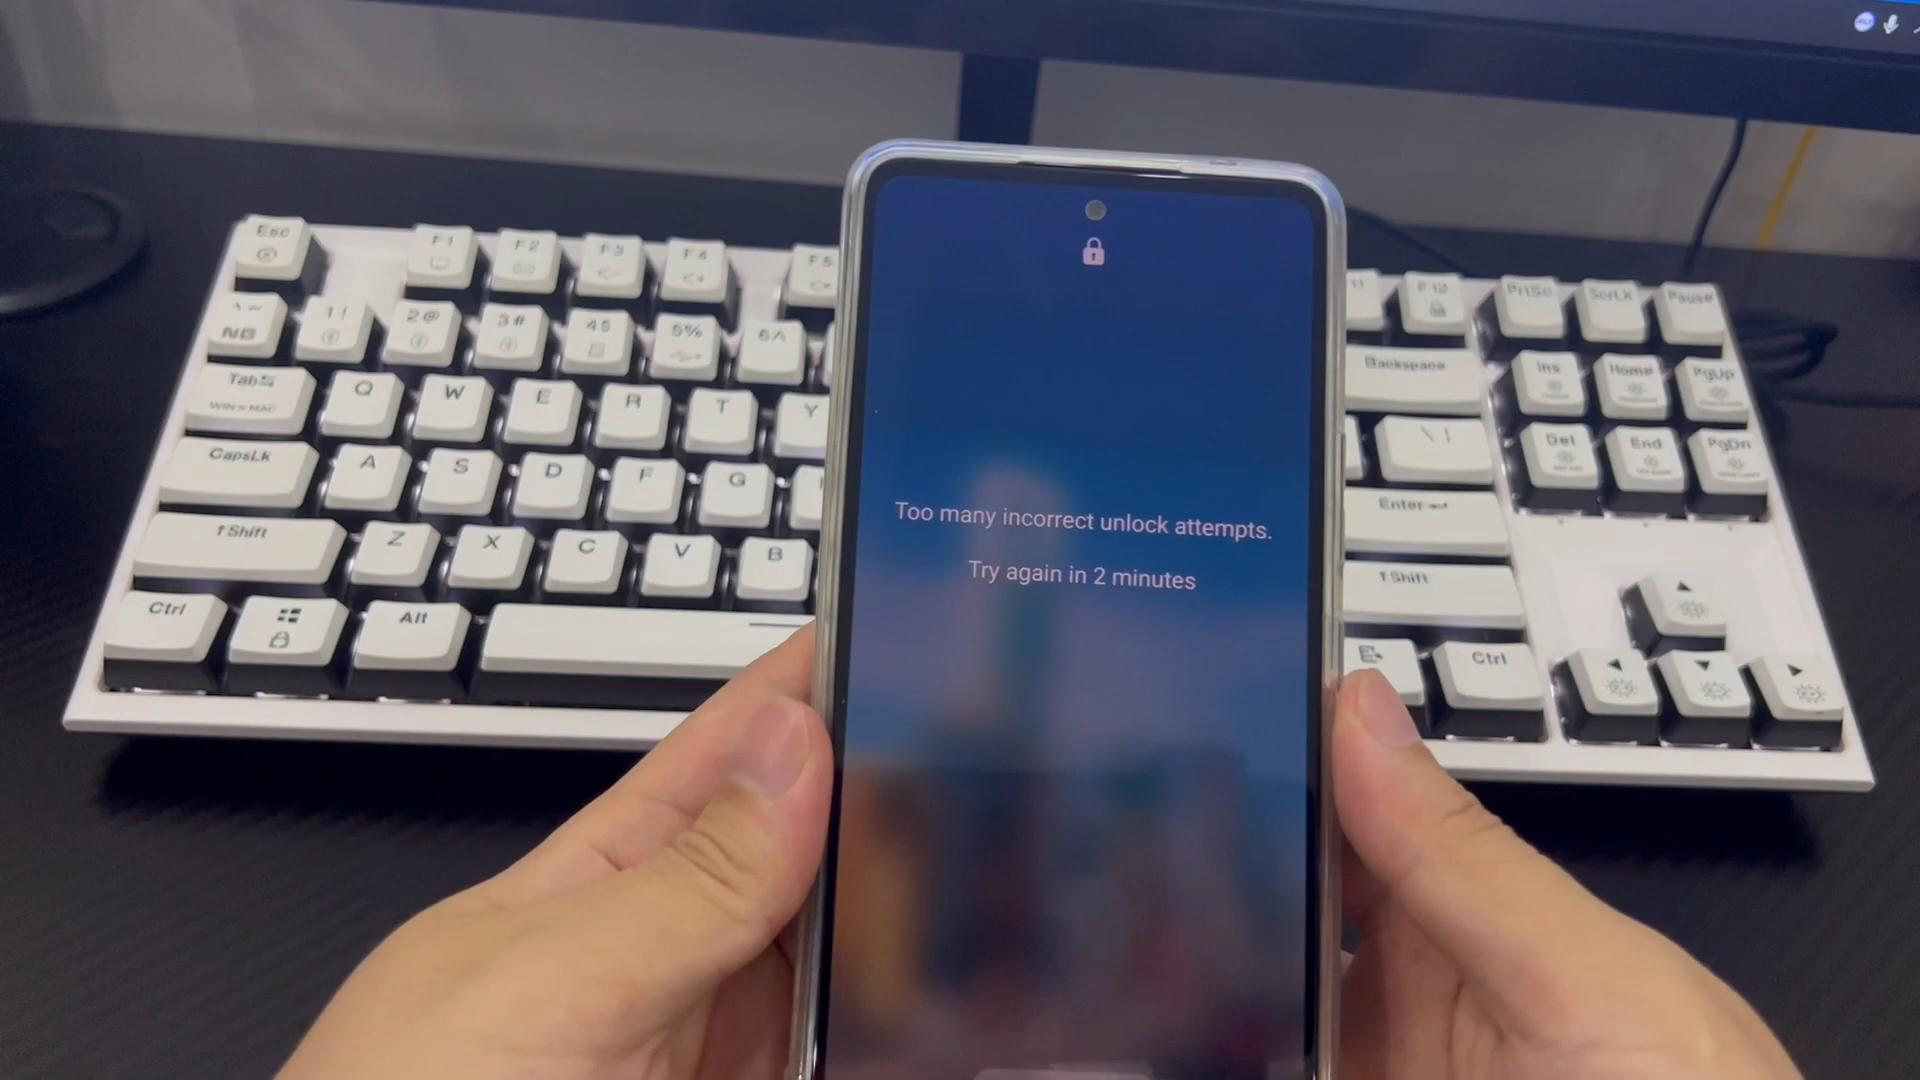 Too many incorrect unlock attempts.
Try again in 2 minutes
Esc F1 F2 F3 F4 F5 F12 PrtSc ScrLk Pause
1 ! 2 @ 3 # 4 $ 5 % 6 ^ Backspace Ins Home PgUp
NB
Tab Q W E R T Y \ | Del End PgDn
WIN MAC
CapsLk A S D F G Enter
Shift Z X C V B Shift
Ctrl Alt Ctrl